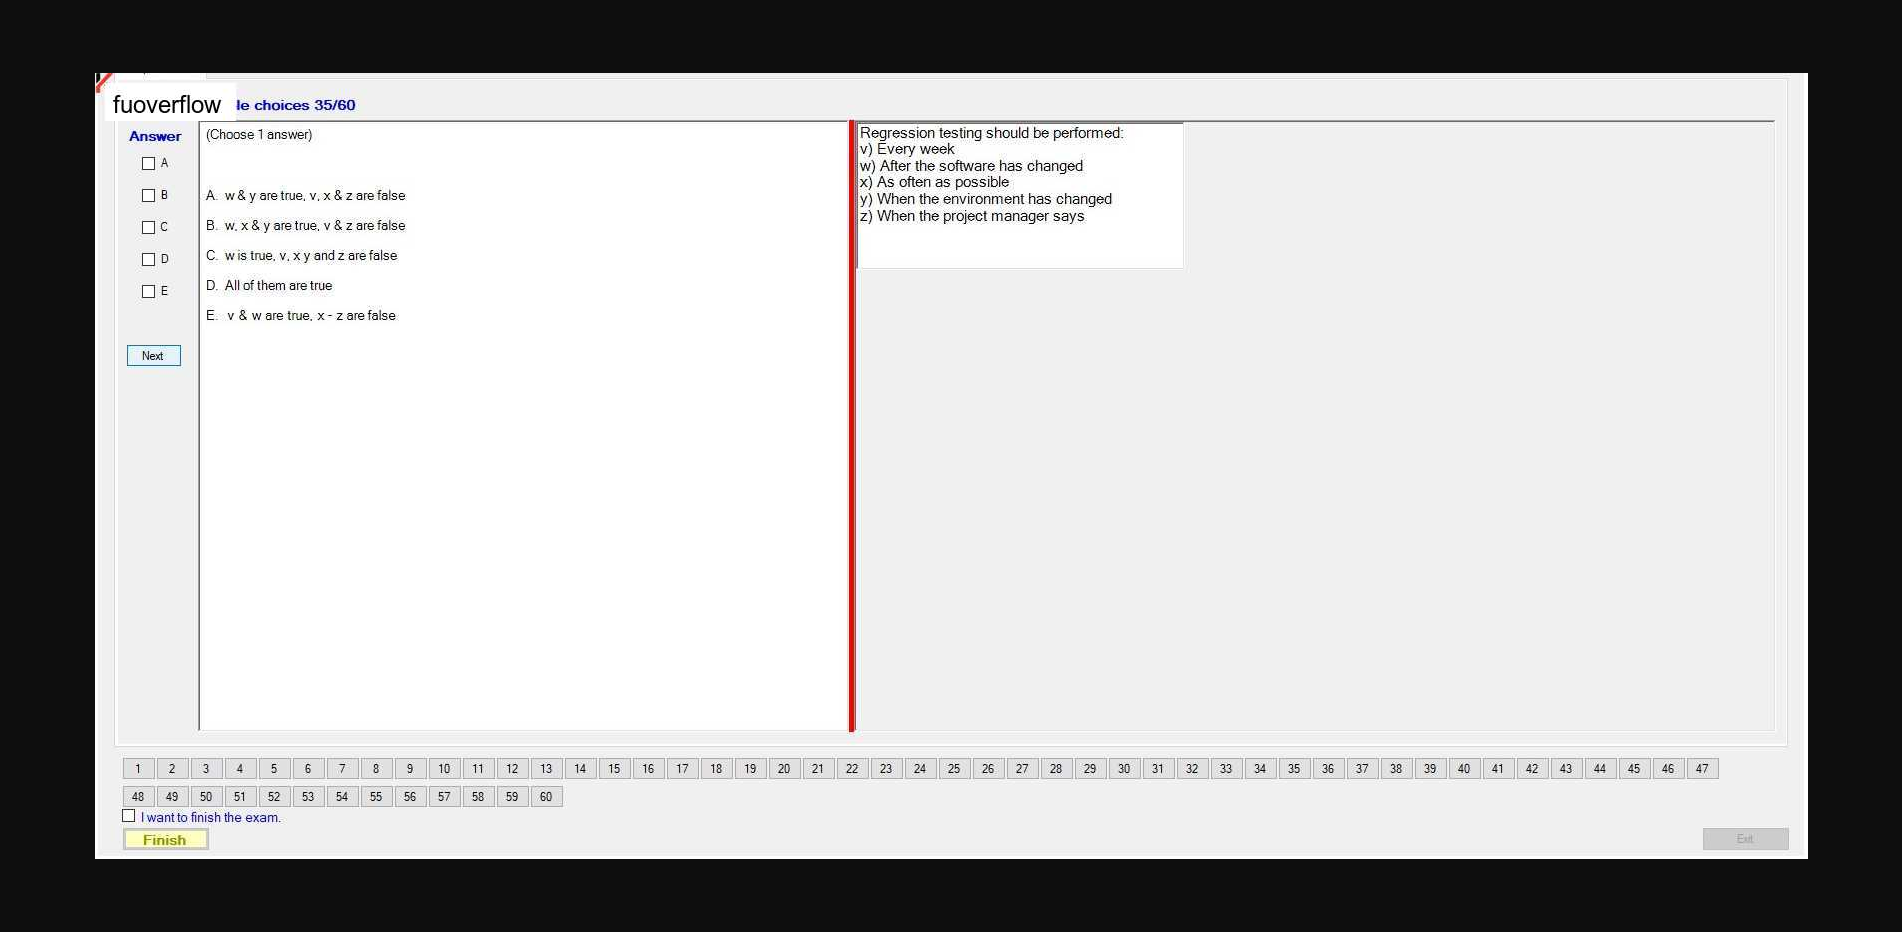 fuoverflow
le choices 35/60
Answer
(Choose 1 answer)
A
B
C
D
E
Next
A. w & y are true, v, x & z are false
B. w, x & y are true, v & z are false
C. w is true, v, x y and z are false
D. All of them are true
E. v & w are true, x - z are false
Regression testing should be performed:
v) Every week
w) After the software has changed
x) As often as possible
y) When the environment has changed
z) When the project manager says
1 2 3 4 5 6 7 8 9 10 11 12 13 14 15 16 17 18 19 20 21 22 23 24 25 26 27 28 29 30 31 32 33 34 35 36 37 38 39 40 41 42 43 44 45 46 47
48 49 50 51 52 53 54 55 56 57 58 59 60
I want to finish the exam.
Finish
Exit